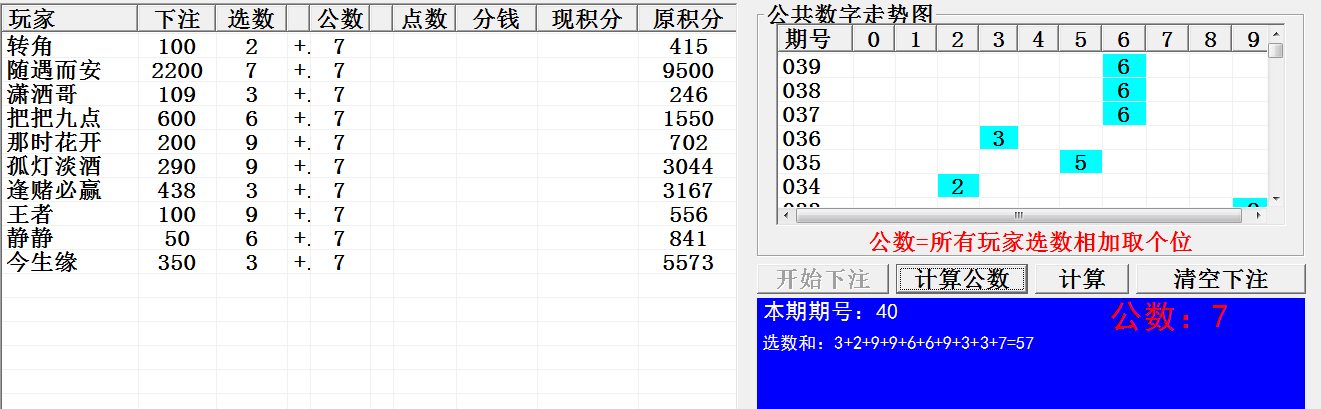 玩家 下注 选数 公数 点数 分钱 现积分 原积分
转角 100 2 +. 7 415
随遇而安 2200 7 +. 7 9500
潇洒哥 109 3 +. 7 246
把把九点 600 6 +. 7 1550
那时花开 200 9 +. 7 702
孤灯淡酒 290 9 +. 7 3044
逢赌必赢 438 3 +. 7 3167
王者 100 9 +. 7 556
静静 50 6 +. 7 841
今生缘 350 3 +. 7 5573
公共数字走势图
期号 0 1 2 3 4 5 6 7 8 9
039 6
038 6
037 6
036 3
035 5
034 2
公数=所有玩家选数相加取个位
开始下注 计算公数 计算 清空下注
本期期号：40 公数：7
选数和：3+2+9+9+6+6+9+3+3+7=57